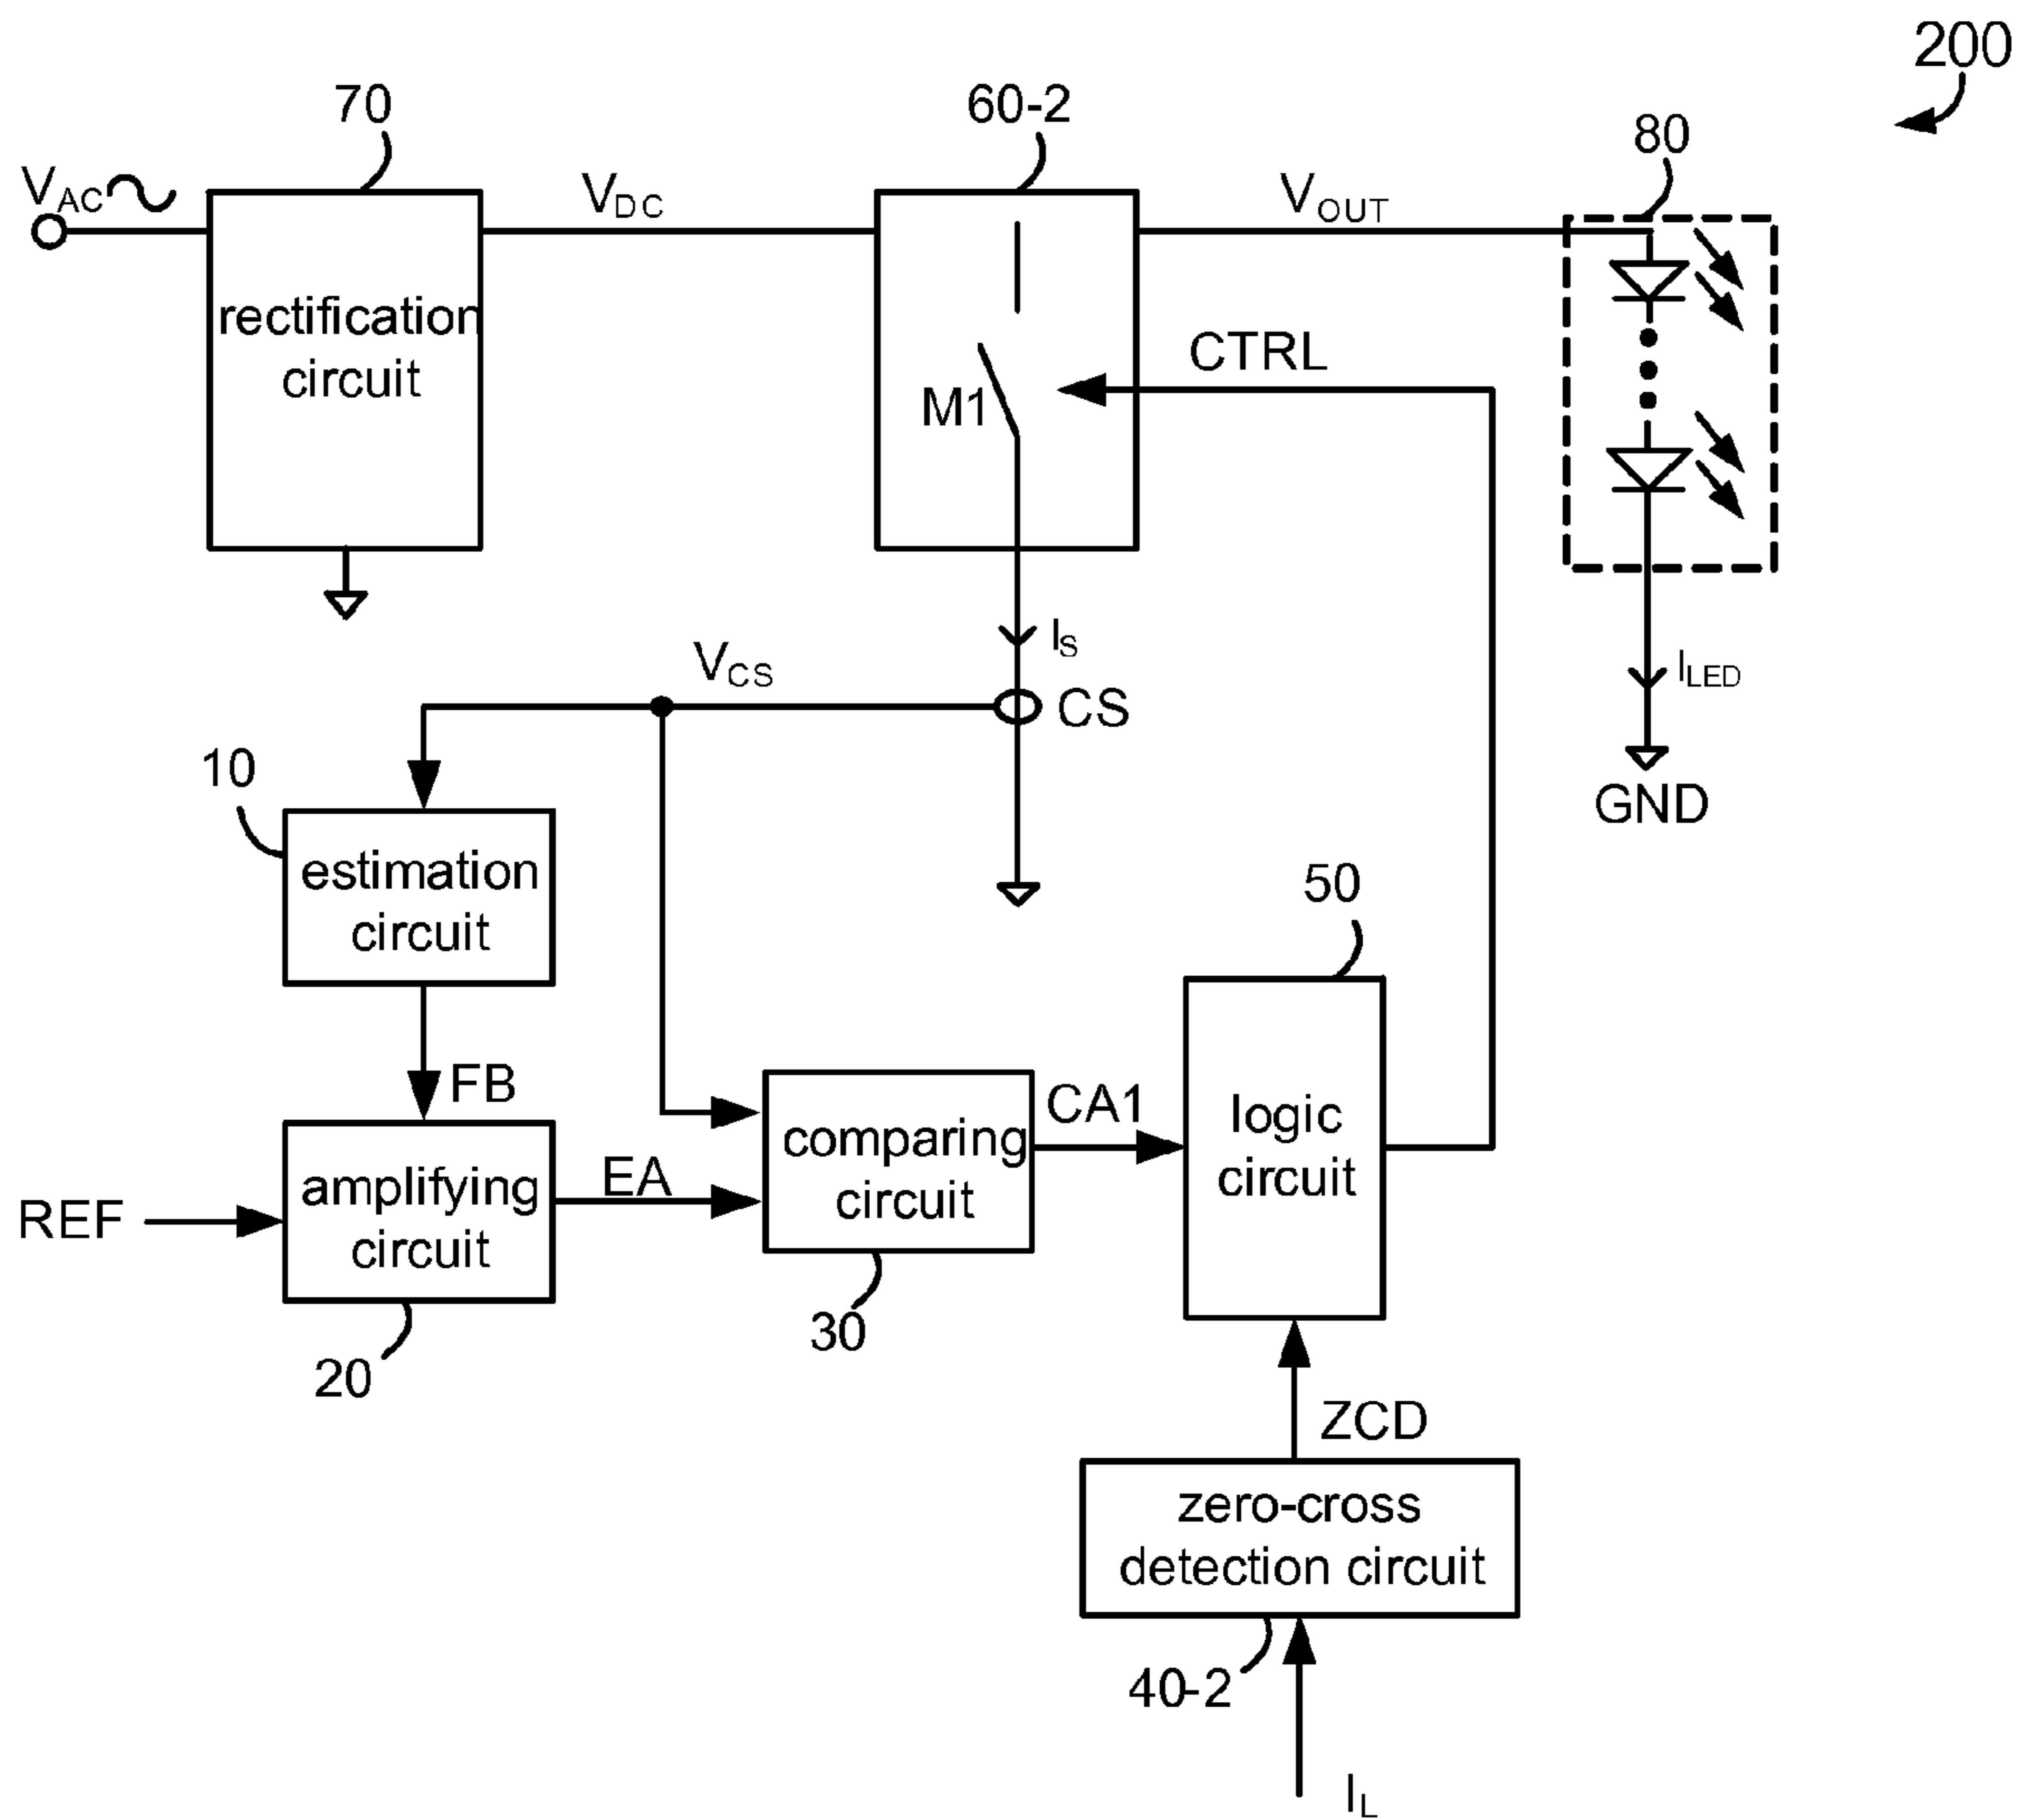 200
70
60-2
80
VAC
VDC
VOUT
rectification
circuit
CTRL
M1
IS
VCS
CS
ILED
10
GND
estimation
circuit
50
FB
CA1
logic
circuit
comparing
circuit
EA
REF
amplifying
circuit
30
20
ZCD
zero-cross
detection circuit
40-2
IL